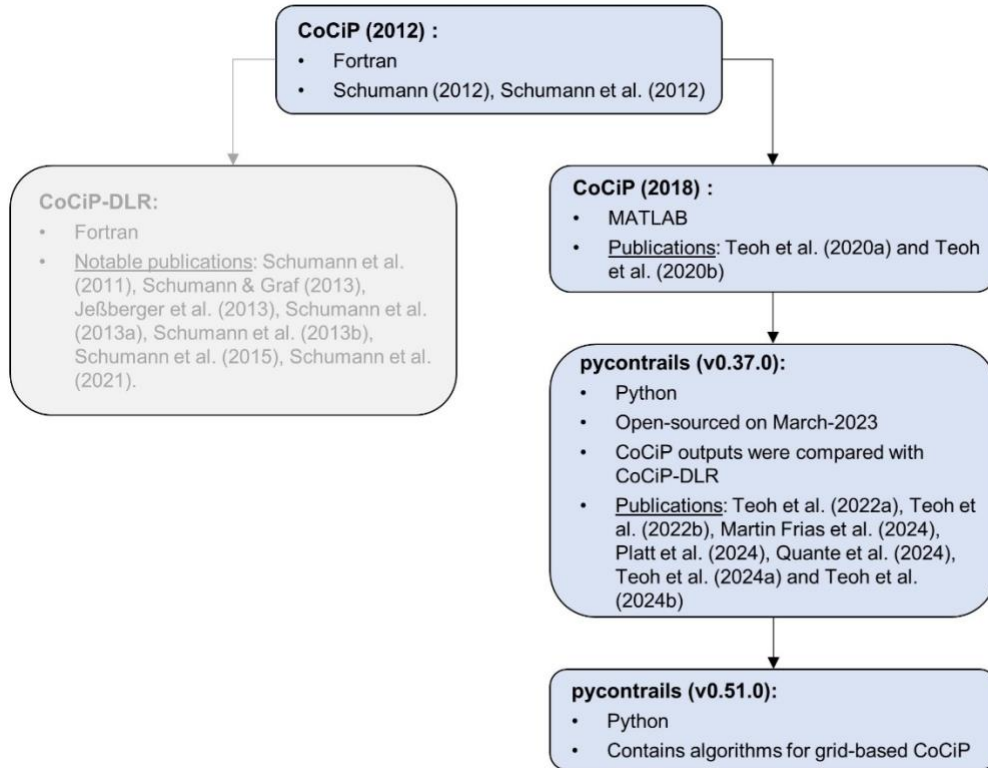 CoCiP (2012) :
• Fortran
• Schumann (2012), Schumann et al. (2012)
CoCiP-DLR:
• Fortran
• Notable publications: Schumann et al.
(2011), Schumann & Graf (2013),
Jeßberger et al. (2013), Schumann et al.
(2013a), Schumann et al. (2013b),
Schumann et al. (2015), Schumann et al.
(2021).
CoCiP (2018) :
• MATLAB
• Publications: Teoh et al. (2020a) and Teoh
et al. (2020b)
pycontrails (v0.37.0):
• Python
• Open-sourced on March-2023
• CoCiP outputs were compared with
CoCiP-DLR
• Publications: Teoh et al. (2022a), Teoh et
al. (2022b), Martin Frias et al. (2024),
Platt et al. (2024), Quante et al. (2024),
Teoh et al. (2024a) and Teoh et al.
(2024b)
pycontrails (v0.51.0):
• Python
• Contains algorithms for grid-based CoCiP